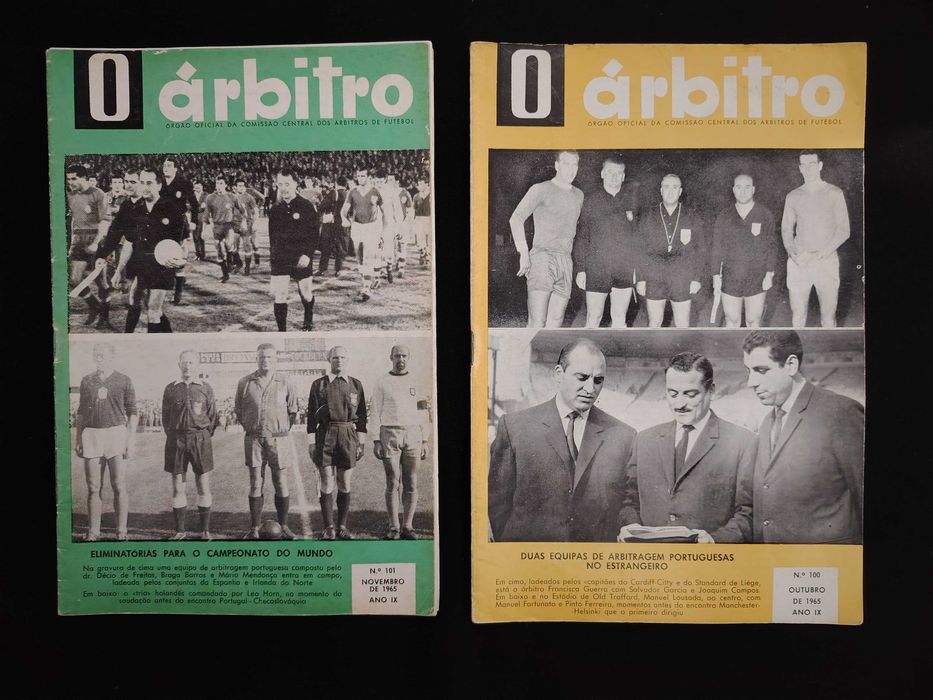 O árbitro
ÓRGÃO OFICIAL DA COMISSÃO CENTRAL DOS ÁRBITROS DE FUTEBOL
ELIMINATÓRIAS PARA O CAMPEONATO DO MUNDO
Na gravura de cima uma equipa de arbitragem portuguesa composta pelo
dr. Décio de Freitas, Braga Barros e Mário Mendonça entra em campo,
ladeada pelos conjuntos da Espanha e Irlanda do Norte
Em baixo: a «trio» holandês comandado por Leo Horn, no momento da
saudação antes do encontro Portugal-Checoslováquia
N.º 101
NOVEMBRO
DE 1965
ANO IX
O árbitro
ÓRGÃO OFICIAL DA COMISSÃO CENTRAL DOS ÁRBITROS DE FUTEBOL
DUAS EQUIPAS DE ARBITRAGEM PORTUGUESAS
NO ESTRANGEIRO
Em cima, ladeados pelos «capitães do Cardiff-Citty e do Standard de Liége,
está o árbitro Francisco Guerra com Salvador Garcia e Joaquim Campos.
Em baixo e no Estádio de Old Trafford, Manuel Lousada, ao centro, com
Manuel Fortunato e Pinto Ferreira, momentos antes do encontro Manchester-
-Helsinki que o primeiro dirigiu
N.º 100
OUTUBRO
DE 1965
ANO IX